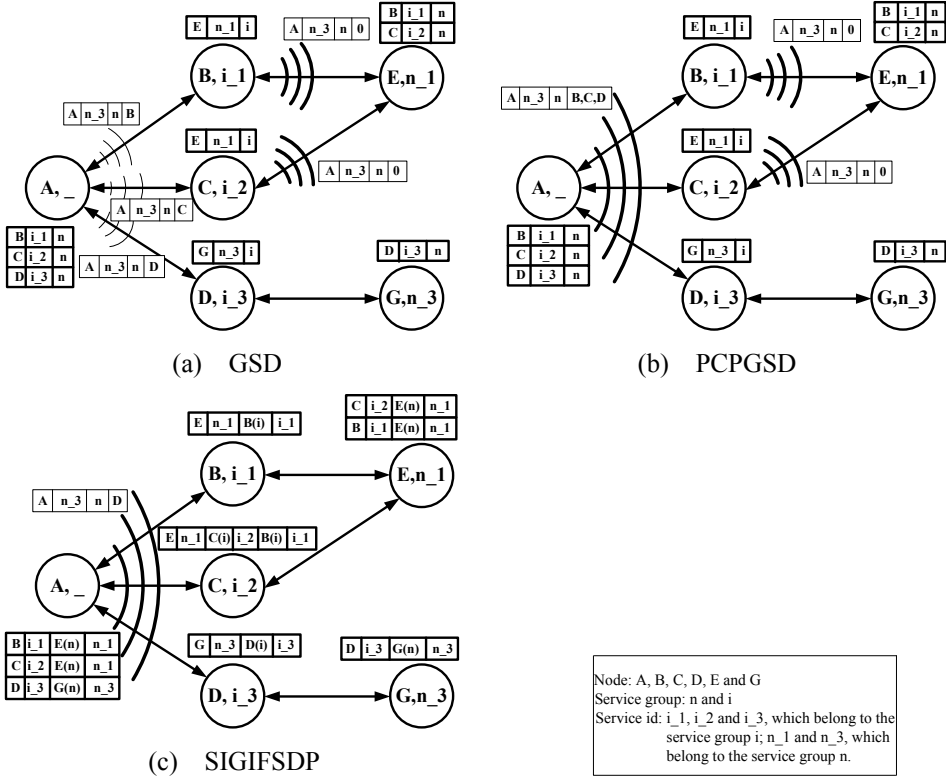 E n_1 i
A n_3 n 0
B i_1 n
C i_2 n
B, i_1
E,n_1
A n_3 n B
E n_1 i
A, _
C, i_2
A n_3 n 0
A n_3 n C
B i_1 n
C i_2 n
D i_3 n
A n_3 n D
G n_3 i
D i_3 n
D, i_3
G,n_3
(a) GSD
E n_1 i
A n_3 n 0
B i_1 n
C i_2 n
B, i_1
E,n_1
A n_3 n B,C,D
E n_1 i
A, _
C, i_2
A n_3 n 0
B i_1 n
C i_2 n
D i_3 n
G n_3 i
D i_3 n
D, i_3
G,n_3
(b) PCPGSD
E n_1 B(i) i_1
C i_2 E(n) n_1
B i_1 E(n) n_1
B, i_1
E,n_1
A n_3 n D
E n_1 C(i) i_2 B(i) i_1
A, _
C, i_2
B i_1 E(n) n_1
C i_2 E(n) n_1
D i_3 G(n) n_3
G n_3 D(i) i_3
D i_3 G(n) n_3
D, i_3
G,n_3
(c) SIGIFSDP
Node: A, B, C, D, E and G
Service group: n and i
Service id: i_1, i_2 and i_3, which belong to the
service group i; n_1 and n_3, which
belong to the service group n.